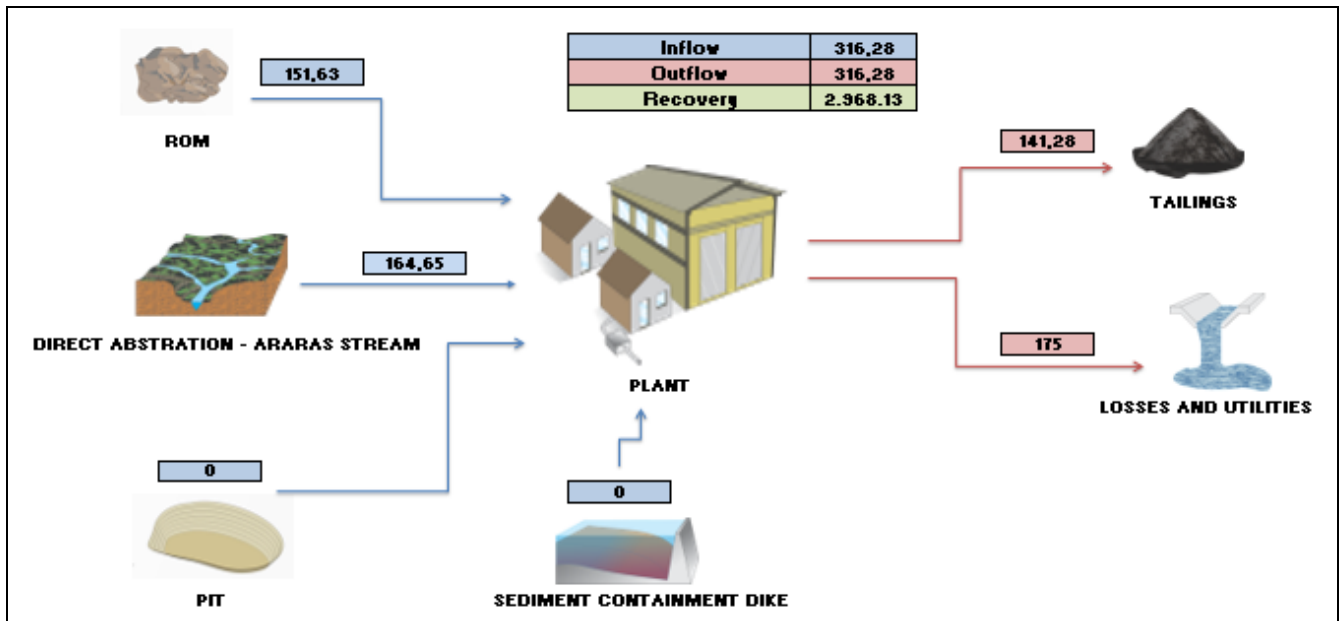 Inflow 316,28
Outflow 316,28
Recovery 2.968.13
151,63
ROM
141,28
TAILINGS
164,65
DIRECT ABSTRATION - ARARAS STREAM
175
LOSSES AND UTILITIES
PLANT
0
PIT
0
SEDIMENT CONTAINMENT DIKE